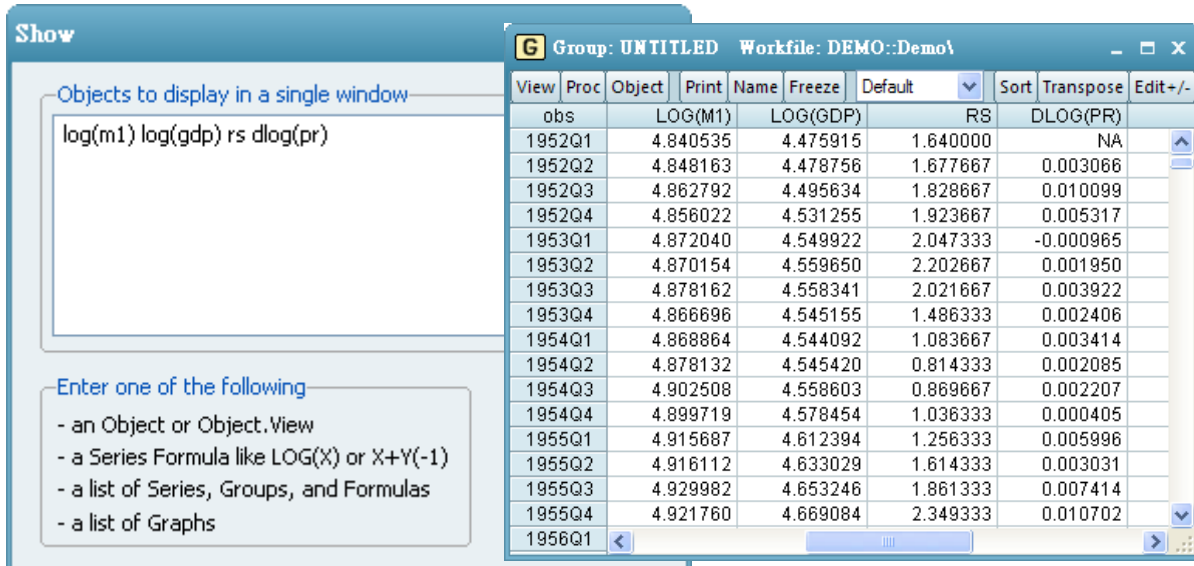 Show
Objects to display in a single window
log(m1) log(gdp) rs dlog(pr)
Enter one of the following
- an Object or Object.View
- a Series Formula like LOG(X) or X+Y(-1)
- a list of Series, Groups, and Formulas
- a list of Graphs
G Group: UNTITLED Workfile: DEMO::Demo\
View Proc Object Print Name Freeze Default Sort Transpose Edit+/-
obs LOG(M1) LOG(GDP) RS DLOG(PR)
1952Q1 4.840535 4.475915 1.640000 NA
1952Q2 4.848163 4.478756 1.677667 0.003066
1952Q3 4.862792 4.495634 1.828667 0.010099
1952Q4 4.856022 4.531255 1.923667 0.005317
1953Q1 4.872040 4.549922 2.047333 -0.000965
1953Q2 4.870154 4.559650 2.202667 0.001950
1953Q3 4.878162 4.558341 2.021667 0.003922
1953Q4 4.866696 4.545155 1.486333 0.002406
1954Q1 4.868864 4.544092 1.083667 0.003414
1954Q2 4.878132 4.545420 0.814333 0.002085
1954Q3 4.902508 4.558603 0.869667 0.002207
1954Q4 4.899719 4.578454 1.036333 0.000405
1955Q1 4.915687 4.612394 1.256333 0.005996
1955Q2 4.916112 4.633029 1.614333 0.003031
1955Q3 4.929982 4.653246 1.861333 0.007414
1955Q4 4.921760 4.669084 2.349333 0.010702
1956Q1